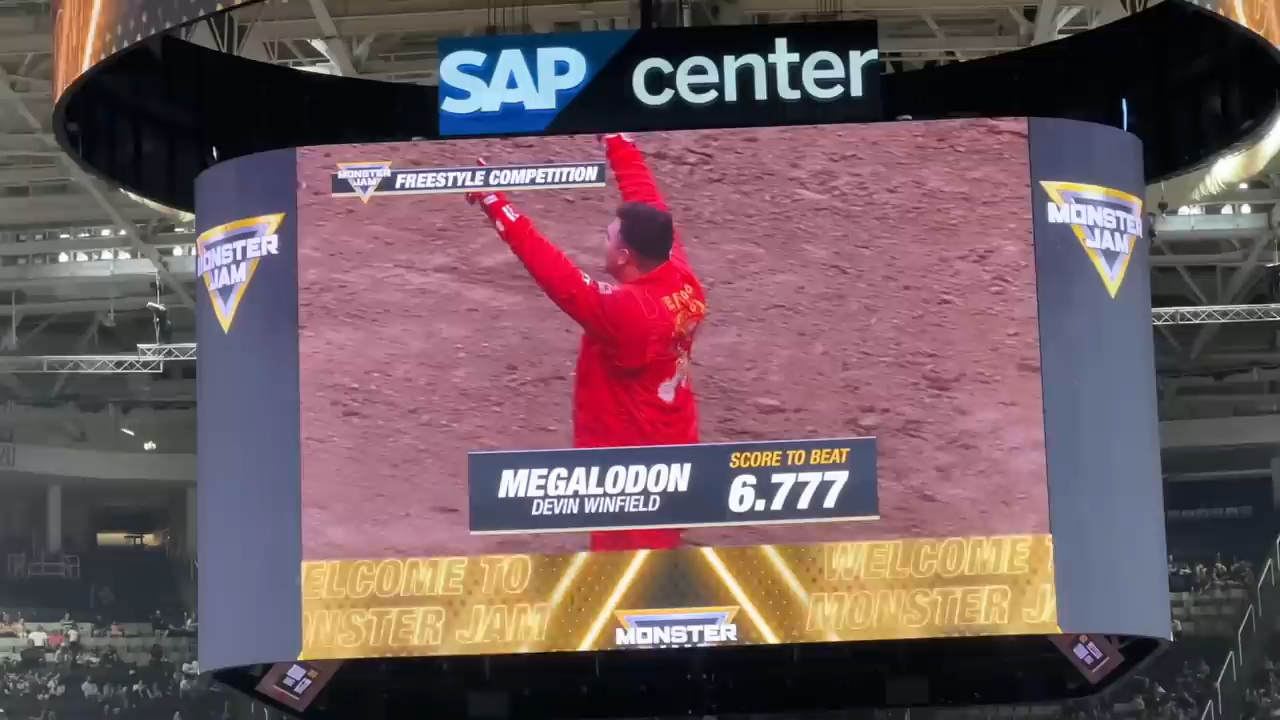 SAP center
MONSTER JAM
FREESTYLE COMPETITION
MONSTER
JAM
MONSTER
JAM
MEGALODON
DEVIN WINFIELD
SCORE TO BEAT
6.777
ELCOME TO
NSTER JAM
WELCOME
MONSTER JA
MONSTER